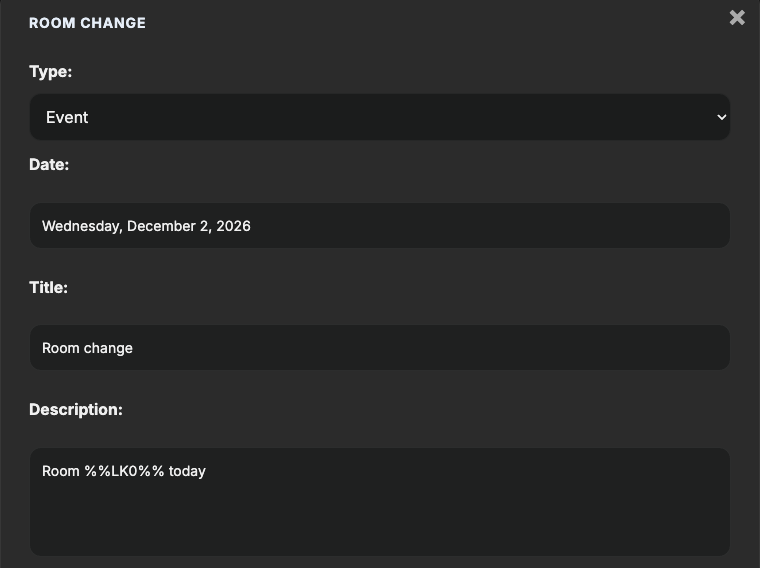 ROOM CHANGE
Type:
Event
Date:
Wednesday, December 2, 2026
Title:
Room change
Description:
Room %%LK0%% today